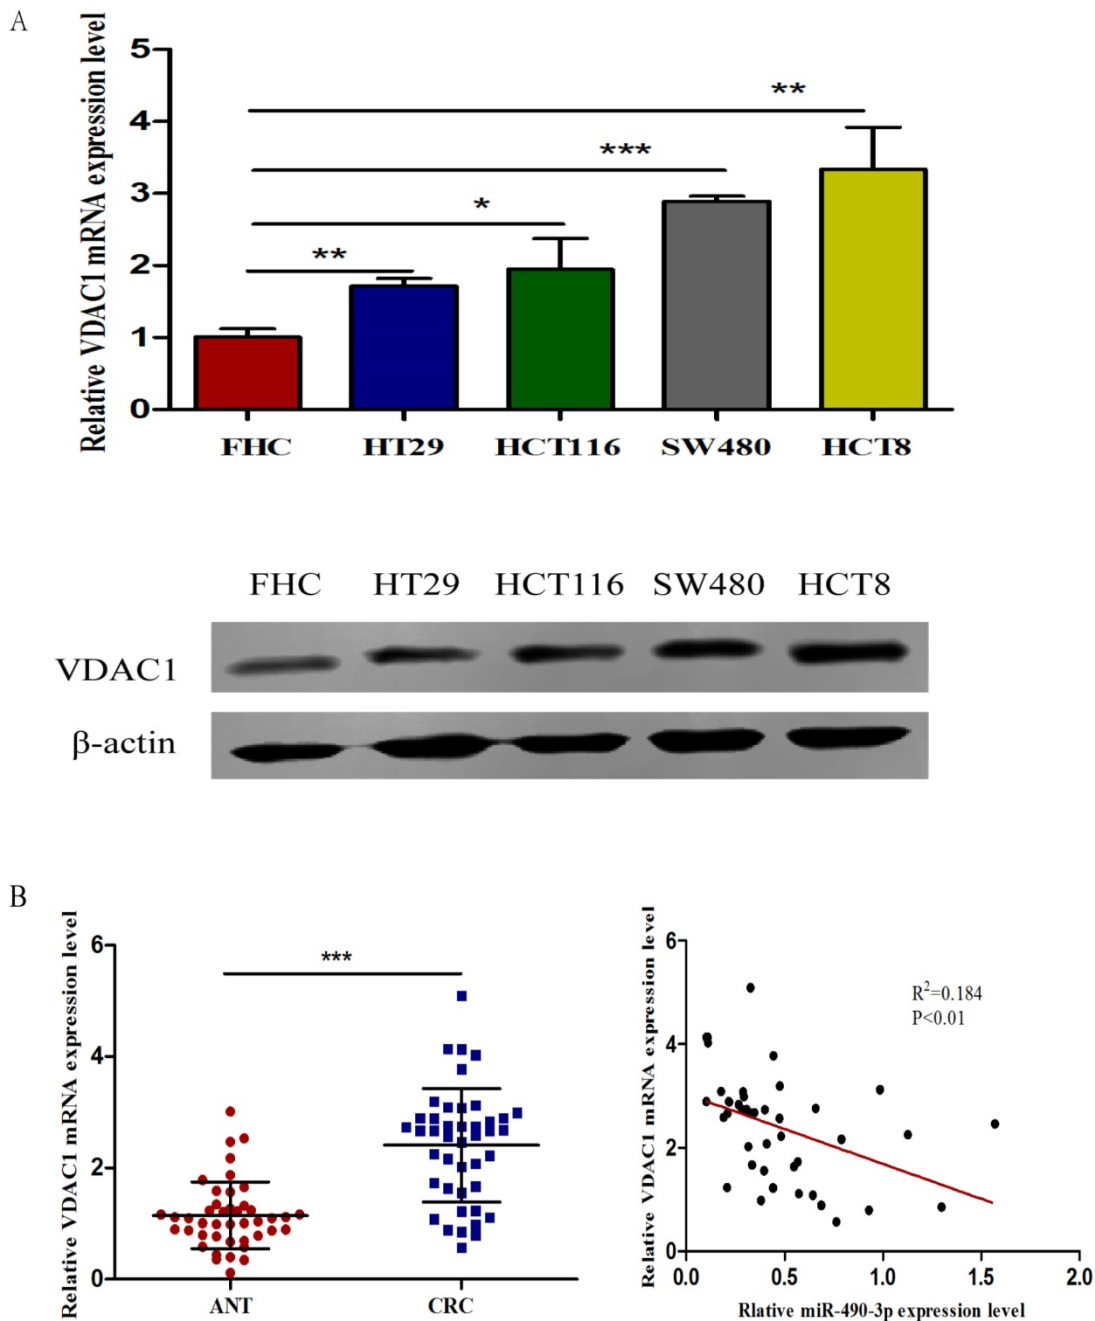 A
Relative VDAC1 mRNA expression level
5
4
3
2
1
0
**
***
*
**
FHC HT29 HCT116 SW480 HCT8
FHC HT29 HCT116 SW480 HCT8
VDAC1
β-actin
B
Relative VDAC1 mRNA expression level
6
4
2
0
***
ANT CRC
Relative VDAC1 mRNA expression level
6
4
2
0
R²=0.184
P<0.01
0.0 0.5 1.0 1.5 2.0
Rlative miR-490-3p expression level